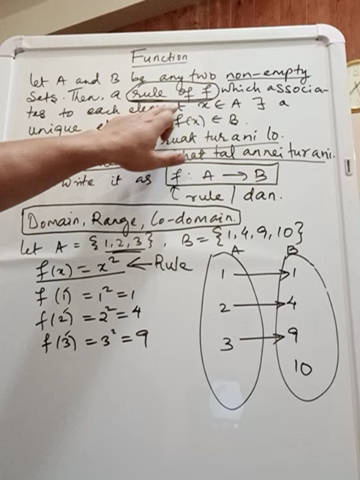 Function
Let A and B be any two non-empty
sets. Then, a rule of f which associa-
tes to each element x ∈ A ∃ a
unique f(x) ∈ B.
turani lo.
tal annei turani.
write it as f : A → B
↑ rule / dan.
Domain, Range, Co-domain.
Let A = {1,2,3}, B = {1,4,9,10}
f(x) = x² ← Rule
f(1) = 1² = 1
f(2) = 2² = 4
f(3) = 3² = 9
A B
1 → 1
2 → 4
3 → 9
10